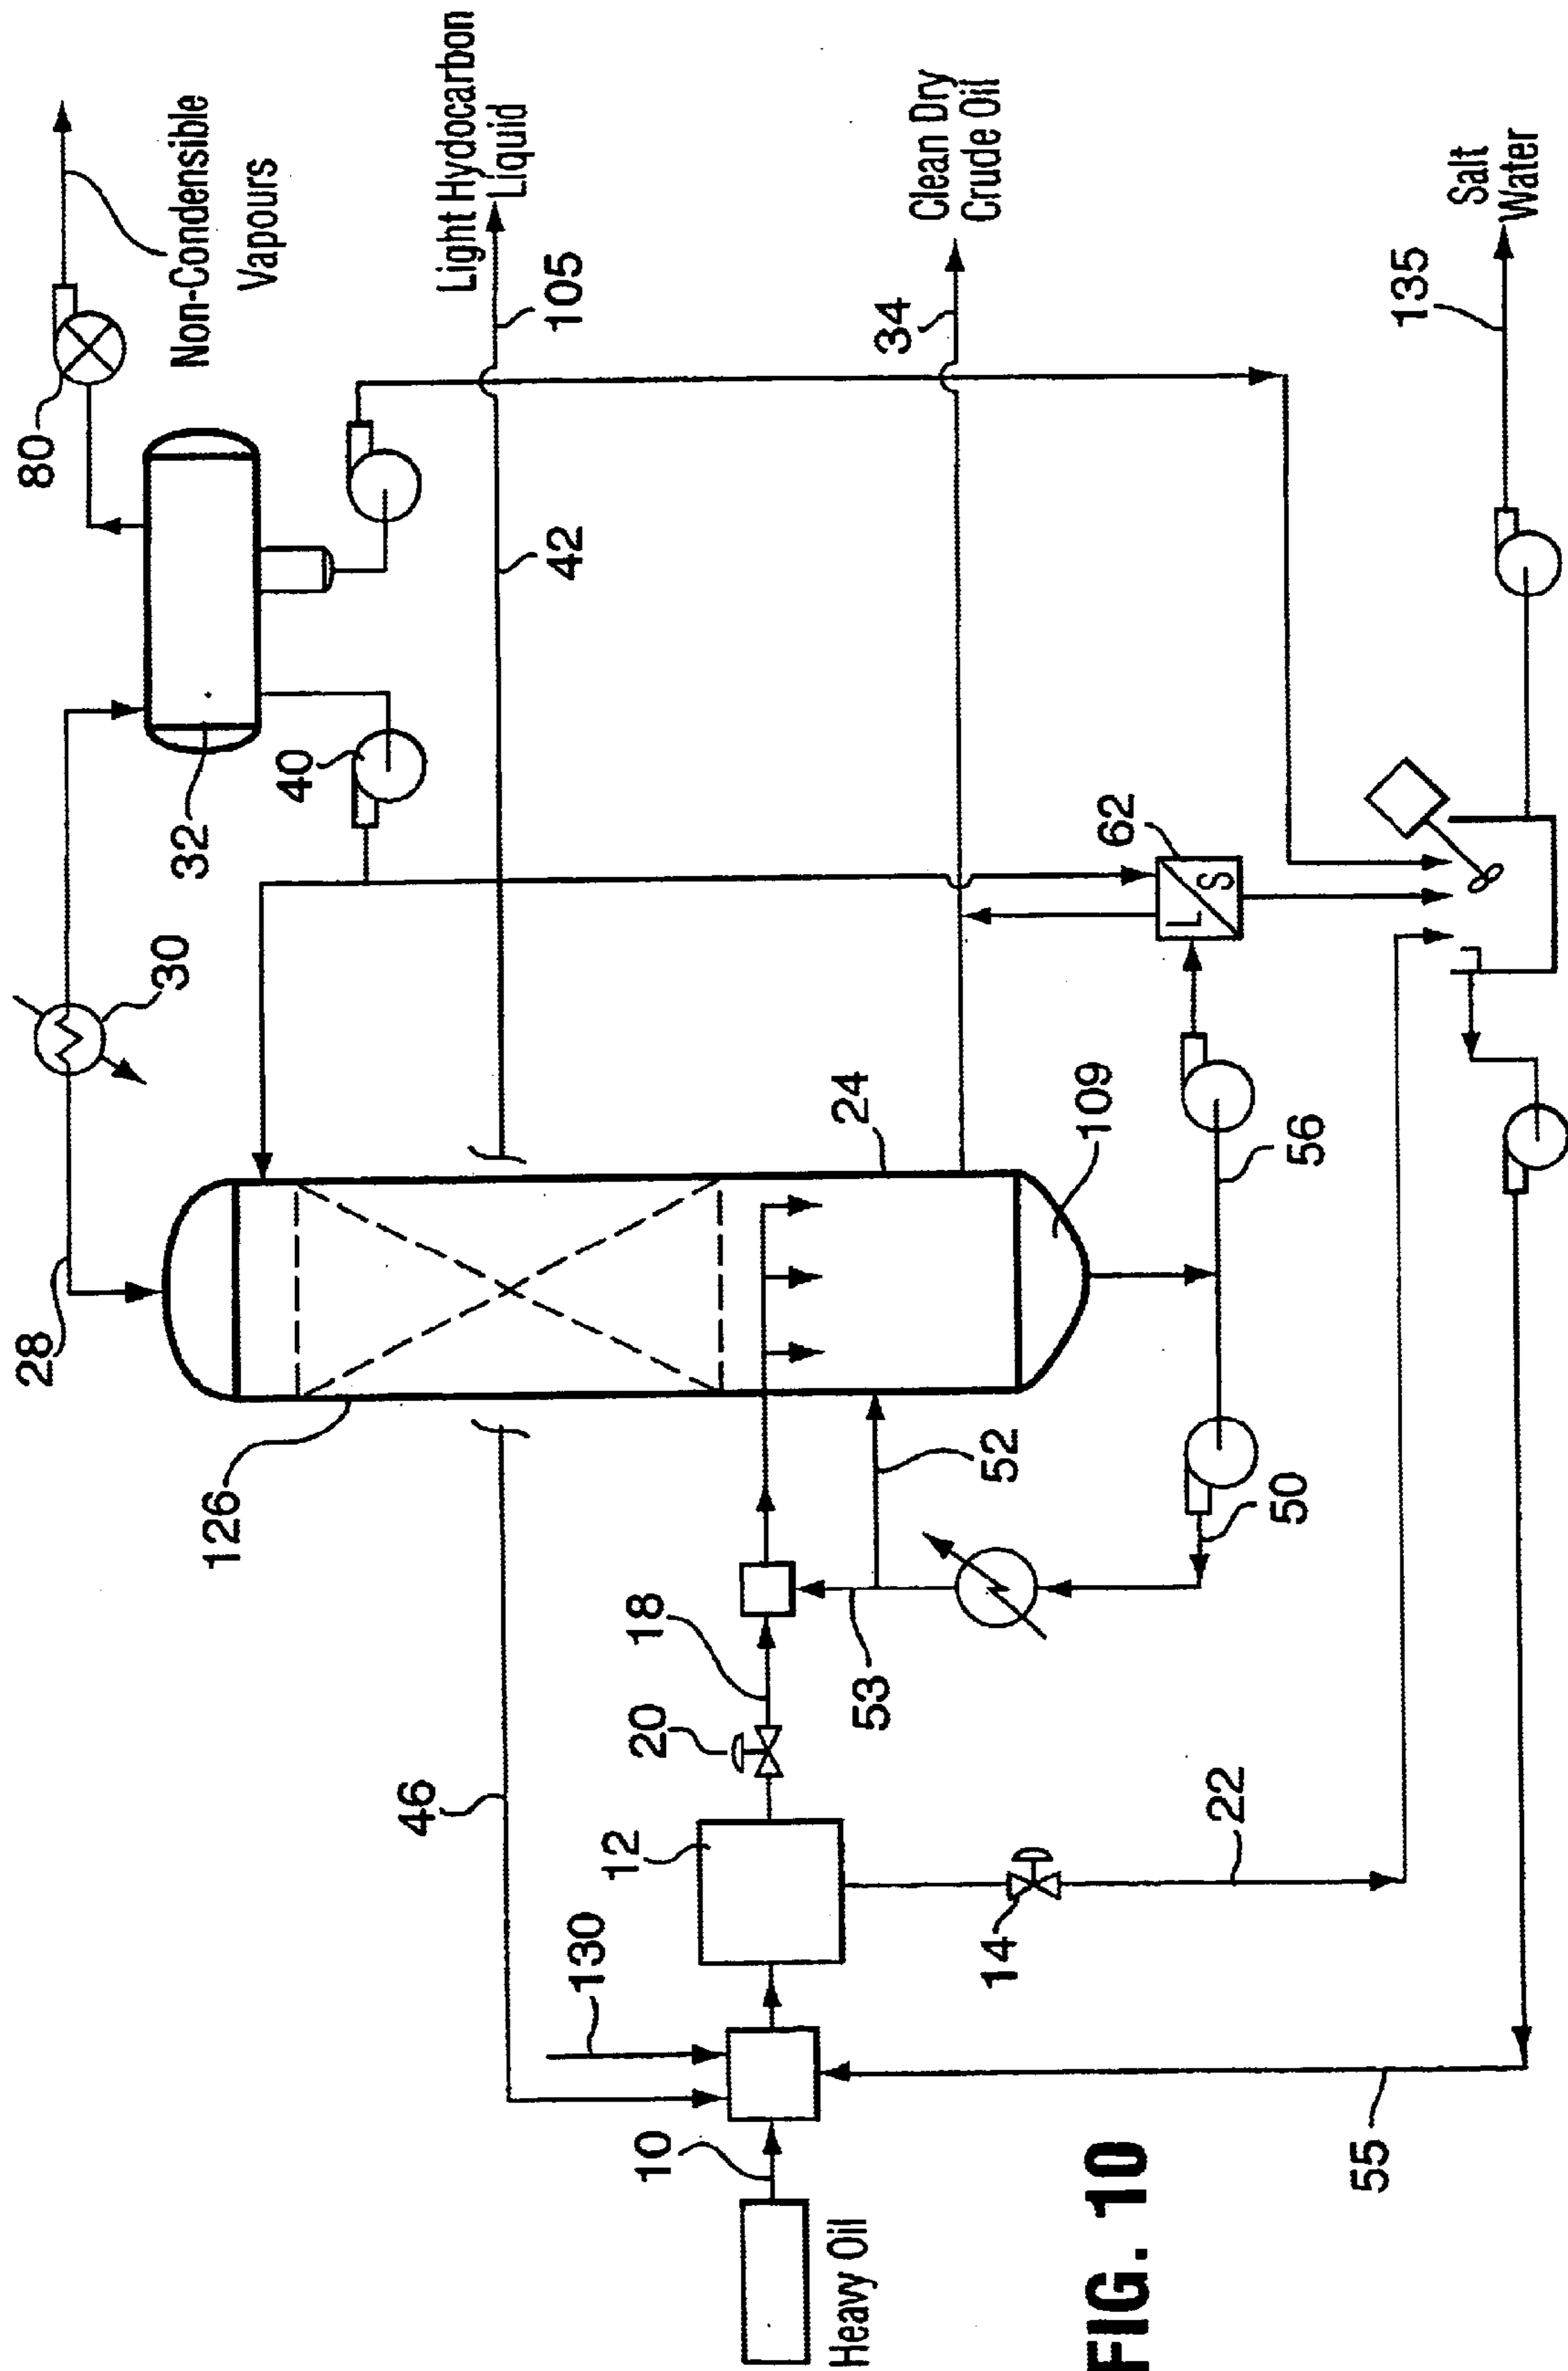 80
Non-Condensible
Vapours
Light Hydocarbon
Liquid
105
28
30
32
40
42
126
46
24
34
Clean Dry
Crude Oil
130
10
12
20
18
53
52
109
62
L
S
Heavy Oil
14
22
50
56
Salt
Water
135
55
FIG. 10